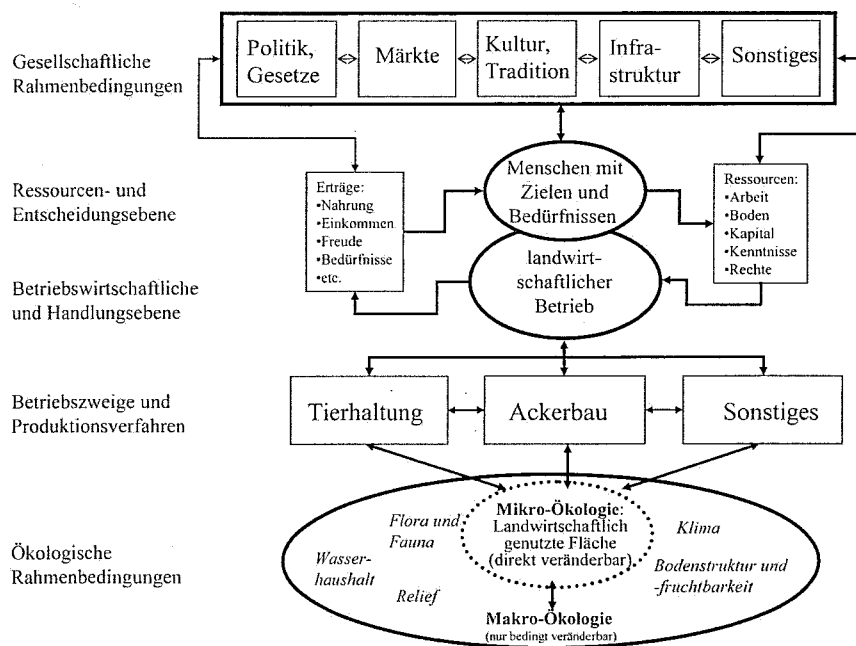 Gesellschaftliche
Rahmenbedingungen
Politik,
Gesetze
Märkte
Kultur,
Tradition
Infra-
struktur
Sonstiges
Ressourcen- und
Entscheidungsebene
Erträge:
•Nahrung
•Einkommen
•Freude
•Bedürfnisse
•etc.
Menschen mit
Zielen und
Bedürfnissen
Ressourcen:
•Arbeit
•Boden
•Kapital
•Kenntnisse
•Rechte
Betriebswirtschaftliche
und Handlungsebene
landwirt-
schaftlicher
Betrieb
Betriebszweige und
Produktionsverfahren
Tierhaltung
Ackerbau
Sonstiges
Ökologische
Rahmenbedingungen
Flora und
Fauna
Wasser-
haushalt
Relief
Mikro-Ökologie:
Landwirtschaftlich
genutzte Fläche
(direkt veränderbar)
Klima
Bodenstruktur und
-fruchtbarkeit
Makro-Ökologie
(nur bedingt veränderbar)